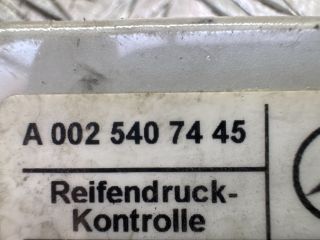 A 002 540 74 45
Reifendruck-
Kontrolle